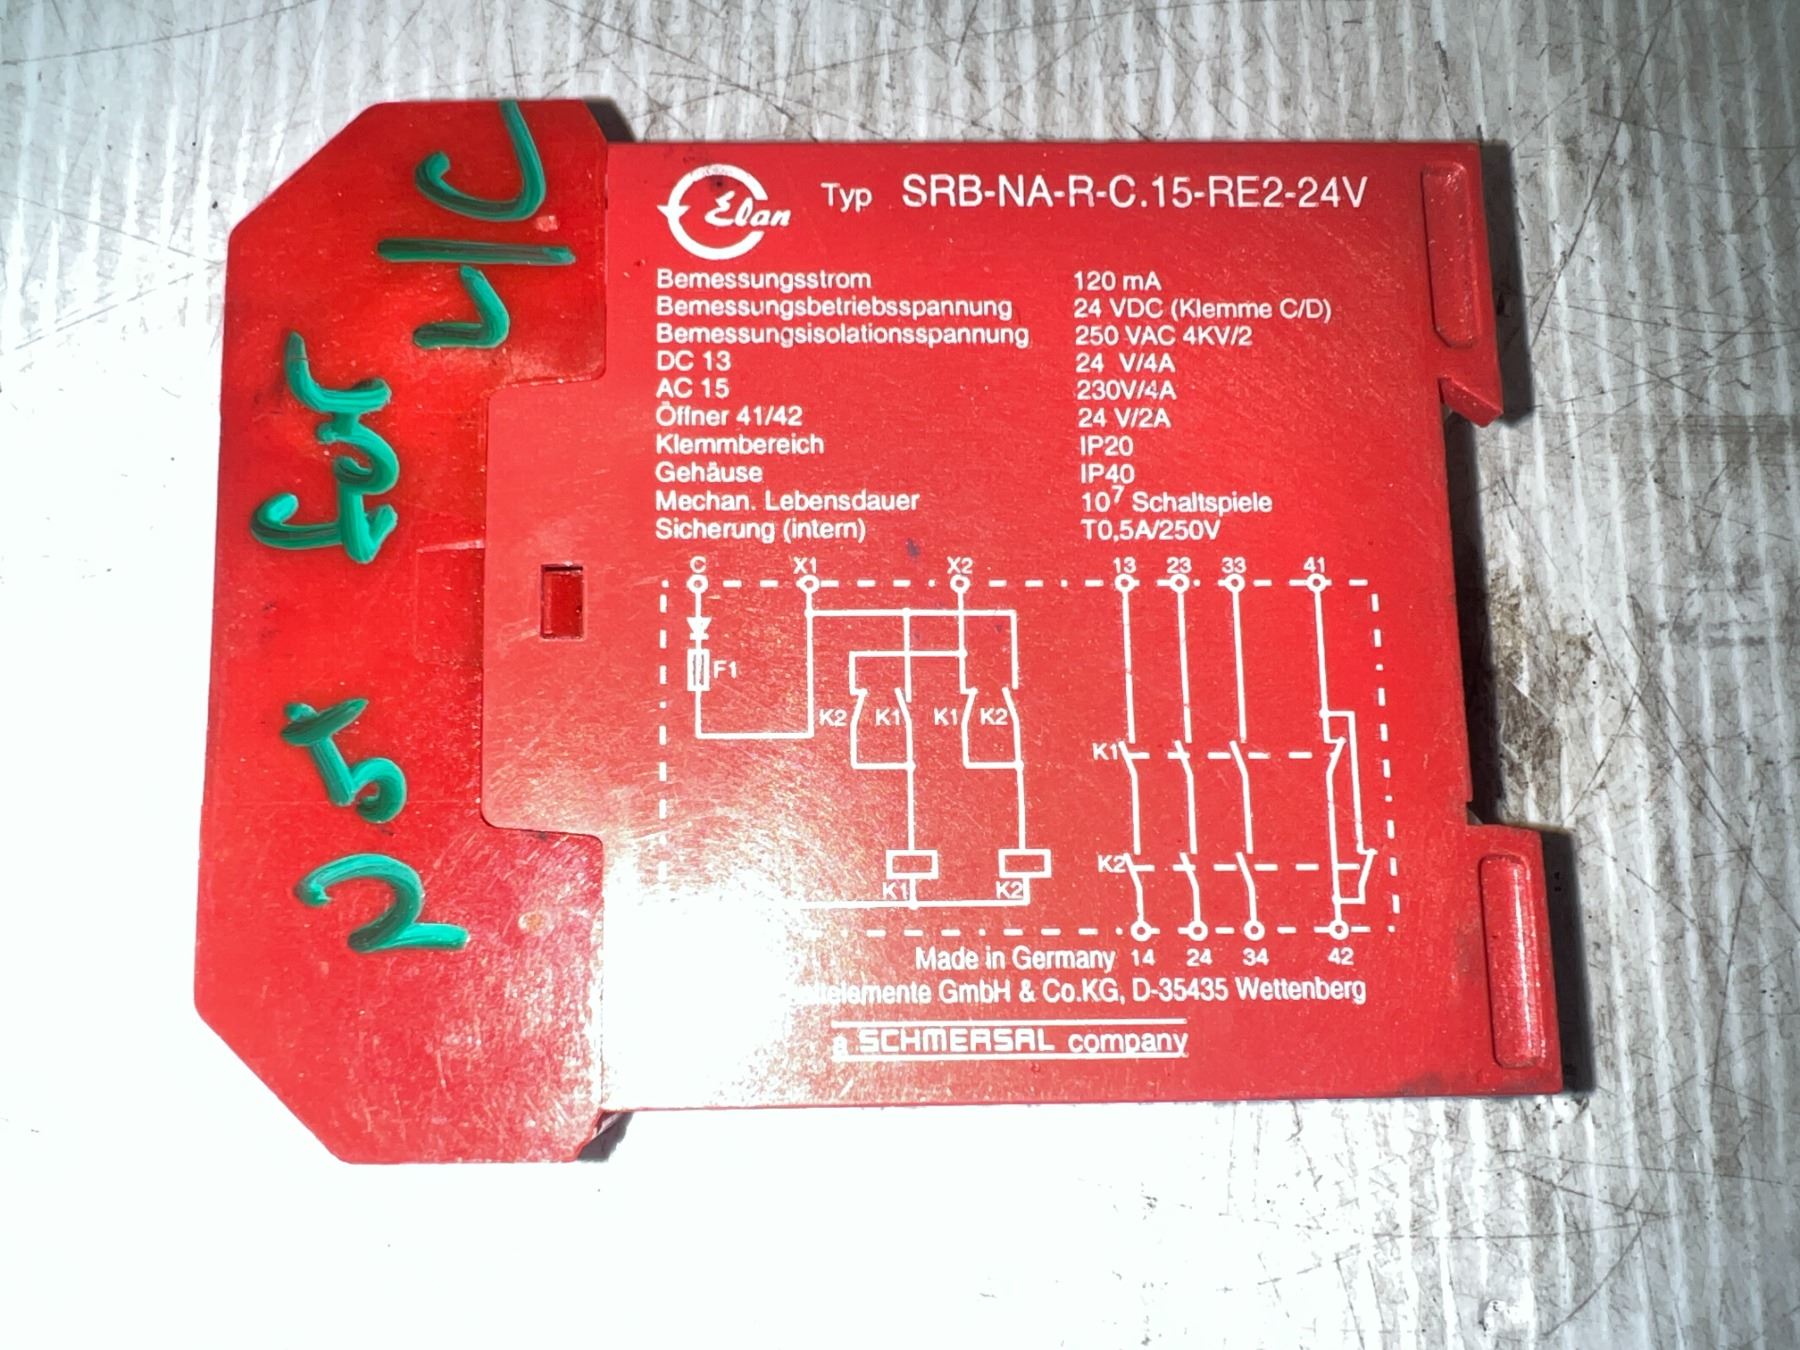 Elan Typ SRB-NA-R-C.15-RE2-24V
Bemessungsstrom 120 mA
Bemessungsbetriebsspannung 24 VDC (Klemme C/D)
Bemessungsisolationsspannung 250 VAC 4KV/2
DC 13 24 V/4A
AC 15 230V/4A
Öffner 41/42 24 V/2A
Klemmbereich IP20
Gehäuse IP40
Mechan. Lebensdauer 10⁷ Schaltspiele
Sicherung (intern) T0,5A/250V
C X1 X2 13 23 33 41
F1
K2 K1 K1 K2
K1
K2
K1 K2
Made in Germany 14 24 34 42
GmbH & Co.KG, D-35435 Wettenberg
a SCHMERSAL company